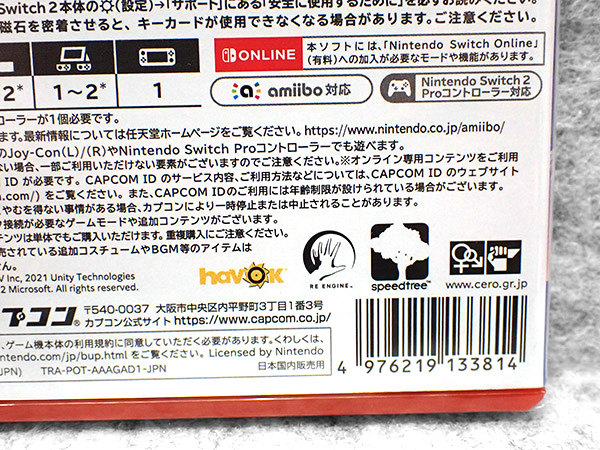 Switch 2本体の(設定)→「サポート」にある「安全に使用するために」を必ずお読みください。
磁石を密着させると、キーカードが使用できなくなる場合があります。ご注意ください。
ONLINE
本ソフトには、「Nintendo Switch Online」
(有料)への加入が必要なモードや機能があります。
2*
1~2*
1
amiibo 対応
Nintendo Switch 2
Proコントローラー対応
ローラーが1個必要です。
ます。最新情報については任天堂ホームページをご覧ください。https://www.nintendo.co.jp/amiibo/
のJoy-Con(L)/(R)やNintendo Switch Proコントローラーでも遊べます。
ない場合、一部ご利用いただけない要素がございますのでご注意ください。※オンライン専用コンテンツをご利用
M ID が必要です。CAPCOM ID のサービス内容、ご利用方法などについては、CAPCOM IDのウェブサイト
m.com/) をご覧ください。また、CAPCOM IDのご利用には年齢制限が設けられている場合がございます。
やむを得ない事情がある場合、カプコンにより一時停止または中止されることがあります。
ク接続が必要なゲームモードや追加コンテンツがございます。
テンツは単体でもご購入いただけます。重複購入にご注意ください。
売されている追加コスチュームやBGM等のアイテムは
せん。
W Inc, 2021 Unity Technologies
2 Microsoft. All rights reserved.
havok™
RE ENGINE™
speedtree™
www.cero.gr.jp
プコン®
〒540-0037 大阪市中央区内平野町3丁目1番3号
カプコン公式サイト https://www.capcom.co.jp/
、ゲーム機本体の利用規約に同意していただく必要があります。くわしくは、
ntendo.com/jp/bup.html をご覧ください。 Licensed by Nintendo
JPN) TRA-POT-AAAGAD1-JPN
日本国内販売用
4 976219 133814